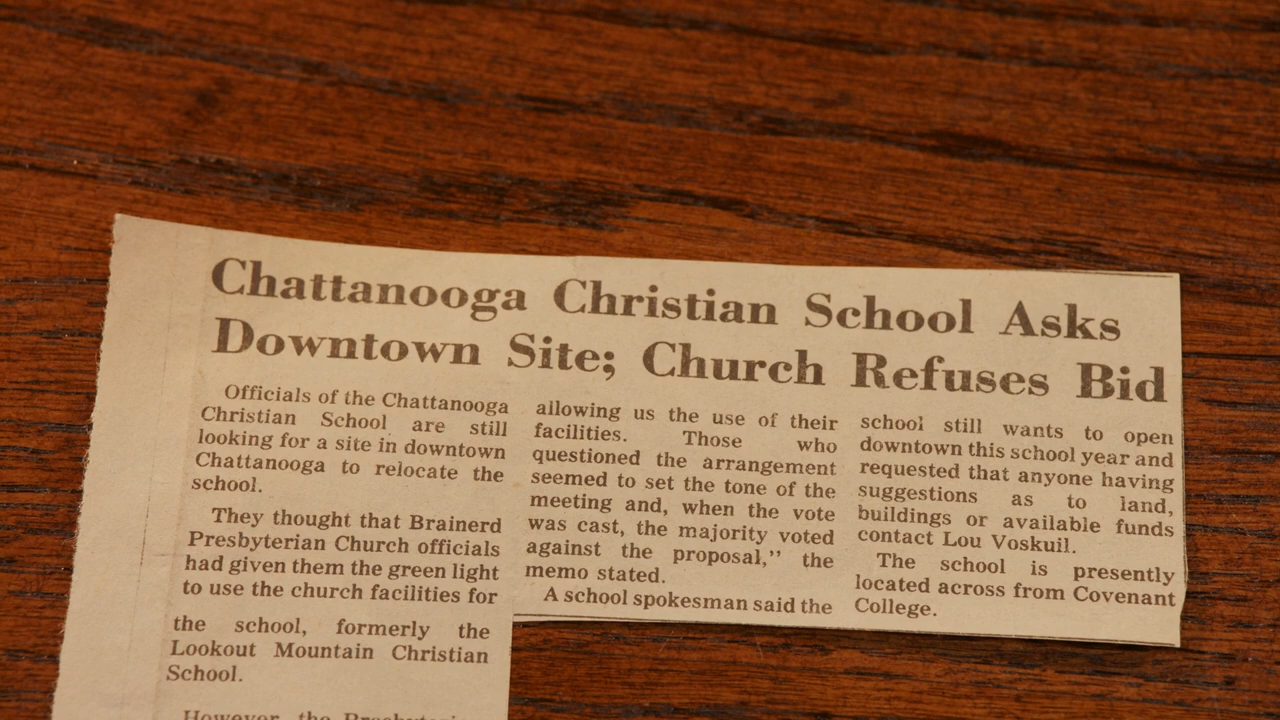 Chattanooga Christian School Asks
Downtown Site; Church Refuses Bid
Officials of the Chattanooga
Christian School are still
looking for a site in downtown
Chattanooga to relocate the
school.
They thought that Brainerd
Presbyterian Church officials
had given them the green light
to use the church facilities for
the school, formerly the
Lookout Mountain Christian
School.
However, the
allowing us the use of their
facilities. Those who
questioned the arrangement
seemed to set the tone of the
meeting and, when the vote
was cast, the majority voted
against the proposal,” the
memo stated.
A school spokesman said the
school still wants to open
downtown this school year and
requested that anyone having
suggestions as to land,
buildings or available funds
contact Lou Voskuil.
The school is presently
located across from Covenant
College.